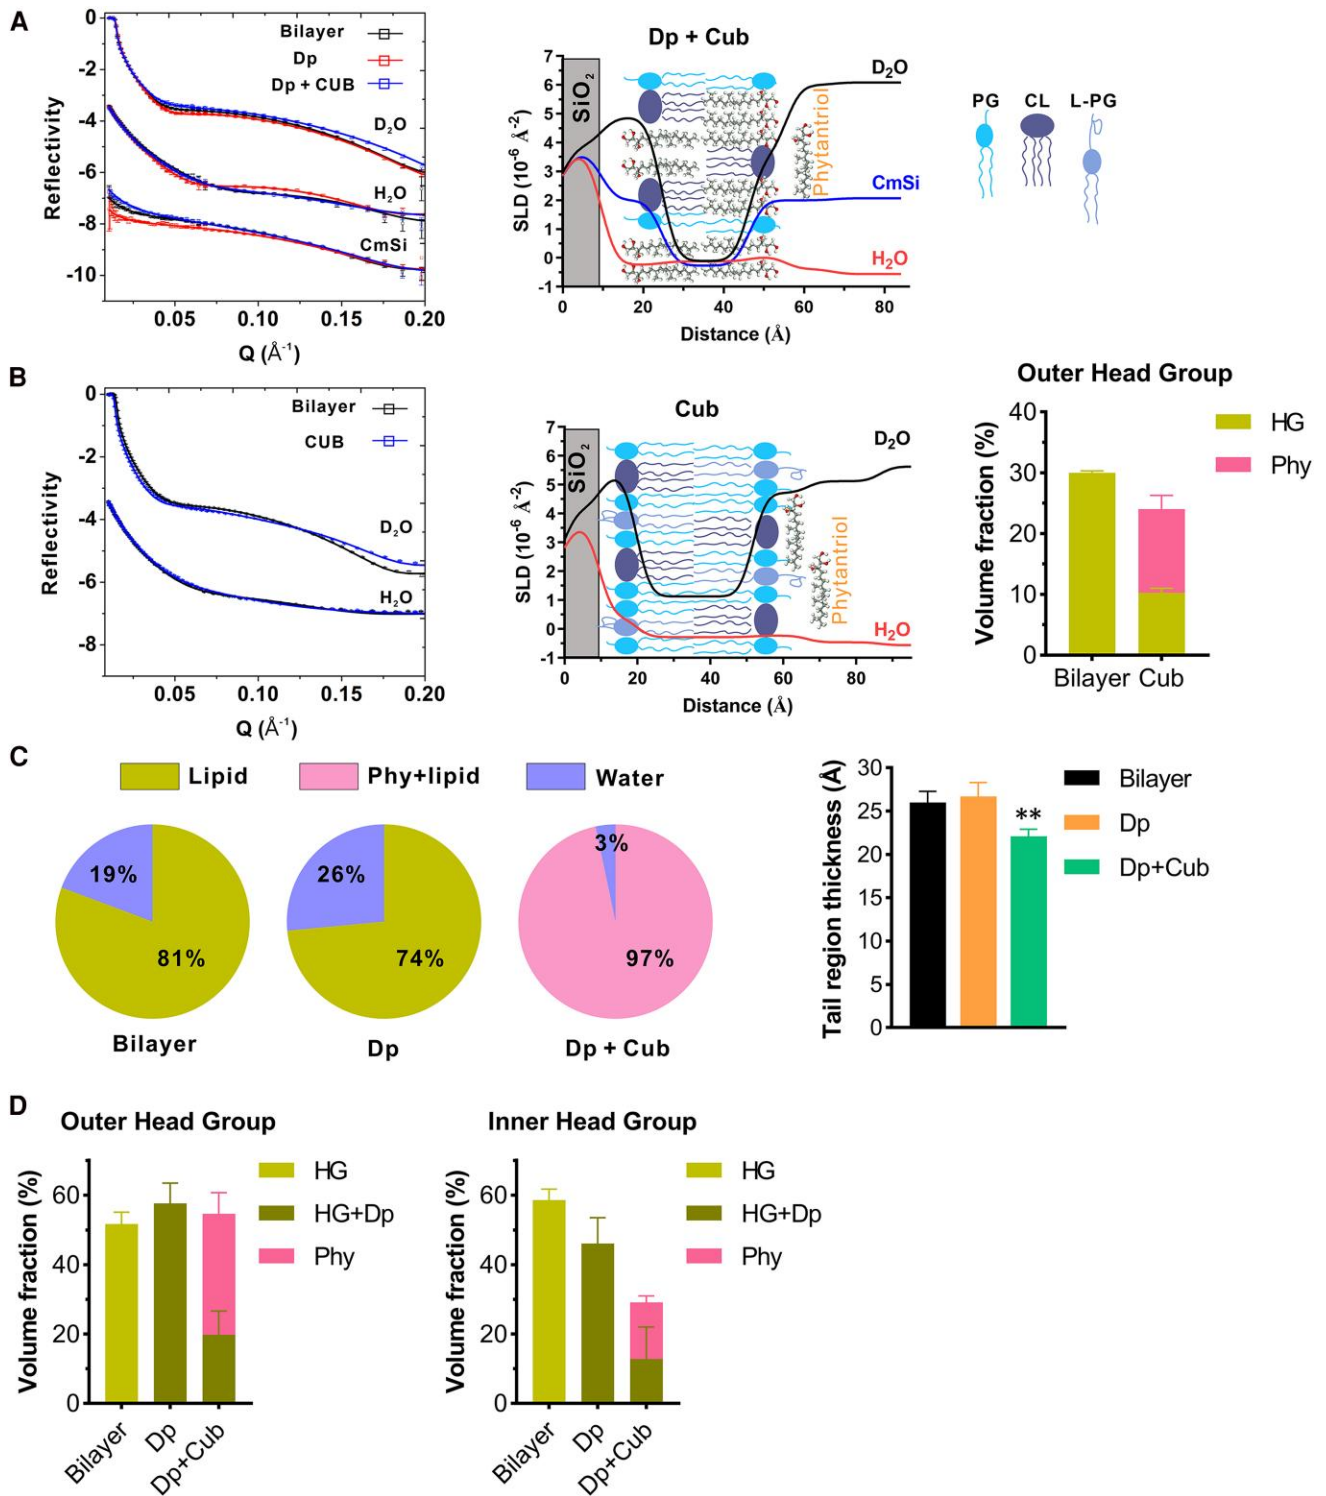 A
Bilayer
Dp
Dp + CUB
D2O
H2O
CmSi
0
-2
-4
-6
-8
-10
Reflectivity
0.05 0.10 0.15 0.20
Q (Å-1)
Dp + Cub
7
6
5
4
3
2
1
0
-1
SLD (10-6 Å-2)
SiO2
Phytantriol
D2O
CmSi
H2O
0 20 40 60 80
Distance (Å)
PG CL L-PG
B
Bilayer
CUB
D2O
H2O
0
-2
-4
-6
-8
Reflectivity
0.05 0.10 0.15 0.20
Q (Å-1)
Cub
7
6
5
4
3
2
1
0
-1
SLD (10-6 Å-2)
SiO2
Phytantriol
D2O
H2O
0 20 40 60 80
Distance (Å)
Outer Head Group
40
30
20
10
0
Volume fraction (%)
HG
Phy
Bilayer Cub
C
Lipid Phy+lipid Water
19%
81%
26%
74%
3%
97%
Bilayer Dp Dp + Cub
30
25
20
15
10
5
0
Tail region thickness (Å)
**
Bilayer
Dp
Dp+Cub
D
Outer Head Group
60
40
20
0
Volume fraction (%)
HG
HG+Dp
Phy
Bilayer Dp Dp+Cub
Inner Head Group
60
40
20
0
Volume fraction (%)
HG
HG+Dp
Phy
Bilayer Dp Dp+Cub